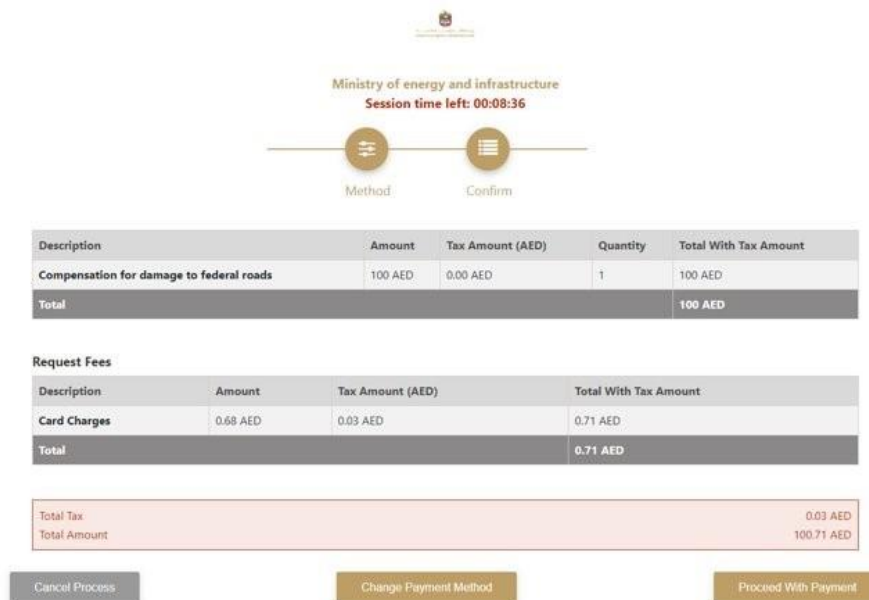 Ministry of energy and infrastructure
Session time left: 00:08:36
Method Confirm
Description Amount Tax Amount (AED) Quantity Total With Tax Amount
Compensation for damage to federal roads 100 AED 0.00 AED 1 100 AED
Total 100 AED
Request Fees
Description Amount Tax Amount (AED) Total With Tax Amount
Card Charges 0.68 AED 0.03 AED 0.71 AED
Total 0.71 AED
Total Tax 0.03 AED
Total Amount 100.71 AED
Cancel Process Change Payment Method Proceed With Payment